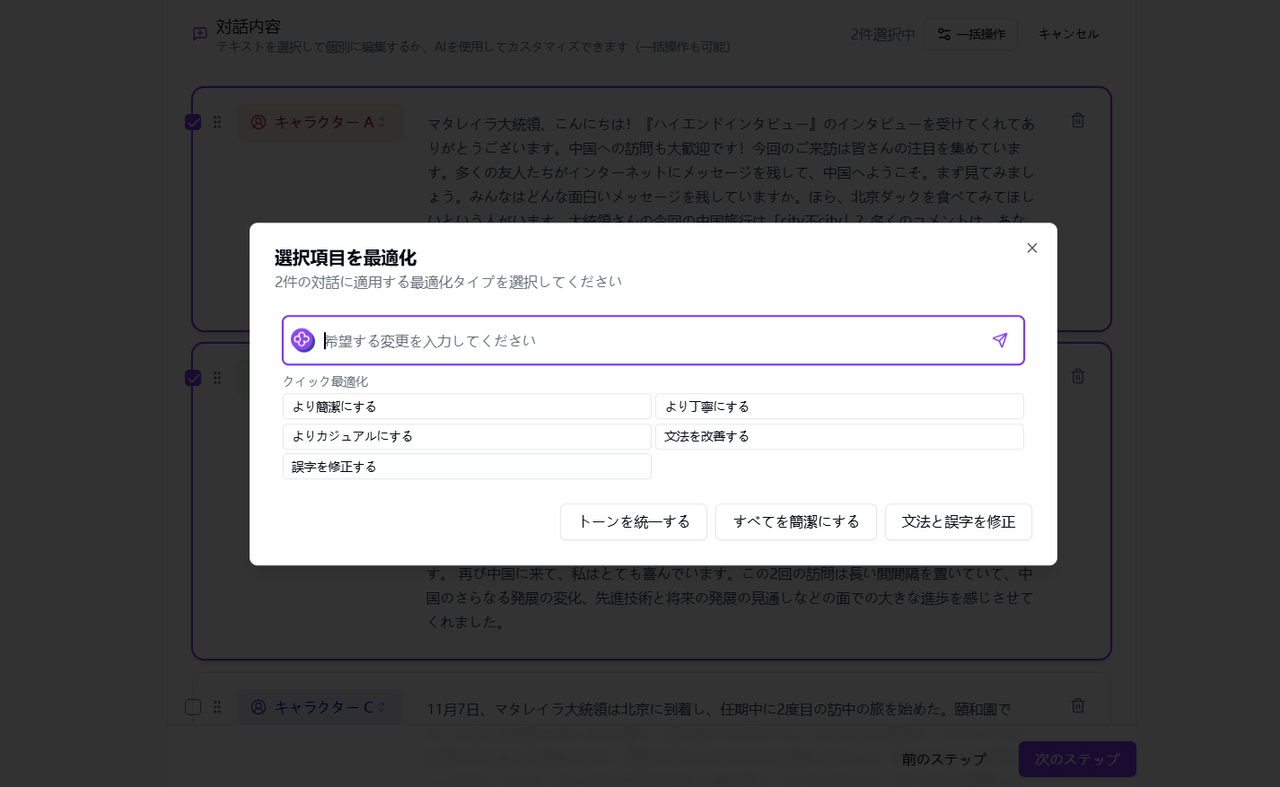 対話内容
テキストを選択して個別に編集するか、AIを使用してカスタマイズできます（一括操作も可能）
2件選択中
一括操作
キャンセル
キャラクター A
マタレイラ大統領、こんにちは！『ハイエンドインタビュー』のインタビューを受けてくれてあ
りがとうございます。中国への訪問も大歓迎です！今回のご来訪は皆さんの注目を集めていま
す。多くの友人たちがインターネットにメッセージを残して、中国へようこそ。まず見てみまし
ょう。みんなはどんな面白いメッセージを残していますか。ほら、北京ダックを食べてみてほし
いという人がいます。大統領さんの今回の中国旅行は「city不city」？多くのコメントは、あな
選択項目を最適化
2件の対話に適用する最適化タイプを選択してください
希望する変更を入力してください
クイック最適化
より簡潔にする
より丁寧にする
よりカジュアルにする
文法を改善する
誤字を修正する
トーンを統一する
すべてを簡潔にする
文法と誤字を修正
す。 再び中国に来て、私はとても喜んでいます。この2回の訪問は長い間間隔を置いていて、中
国のさらなる発展の変化、先進技術と将来の発展の見通しなどの面での大きな進歩を感じさせて
くれました。
キャラクター C
11月7日、マタレイラ大統領は北京に到着し、任期中に2度目の訪中の旅を始めた。頤和園で
前のステップ
次のステップ